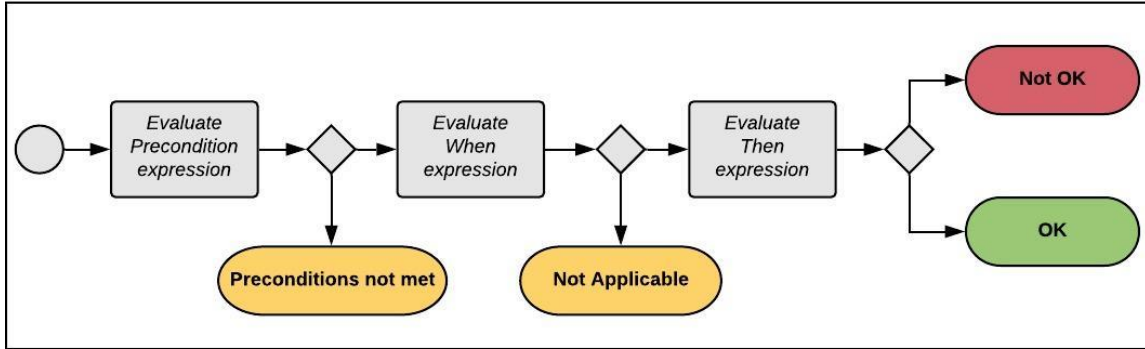 Evaluate
Precondition
expression
Evaluate
When
expression
Evaluate
Then
expression
Not OK
OK
Preconditions not met
Not Applicable